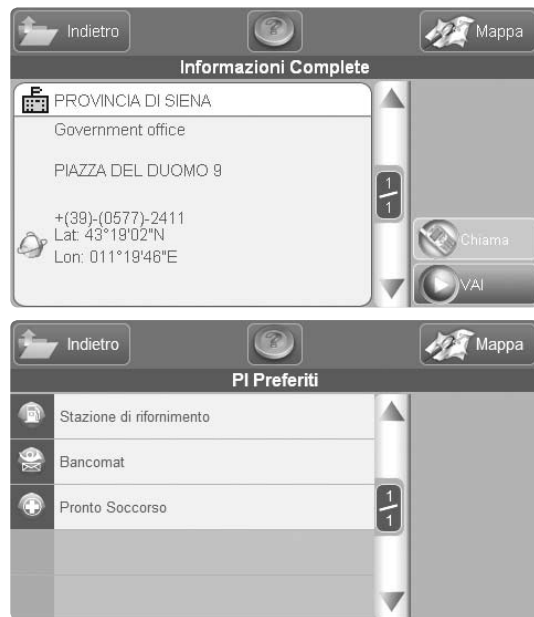 Indietro
Mappa
Informazioni Complete
PROVINCIA DI SIENA
Government office
PIAZZA DEL DUOMO 9
1
1
+(39)-(0577)-2411
Lat: 43°19'02"N
Lon: 011°19'46"E
Chiama
VAI
Indietro
Mappa
PI Preferiti
Stazione di rifornimento
Bancomat
Pronto Soccorso
1
1